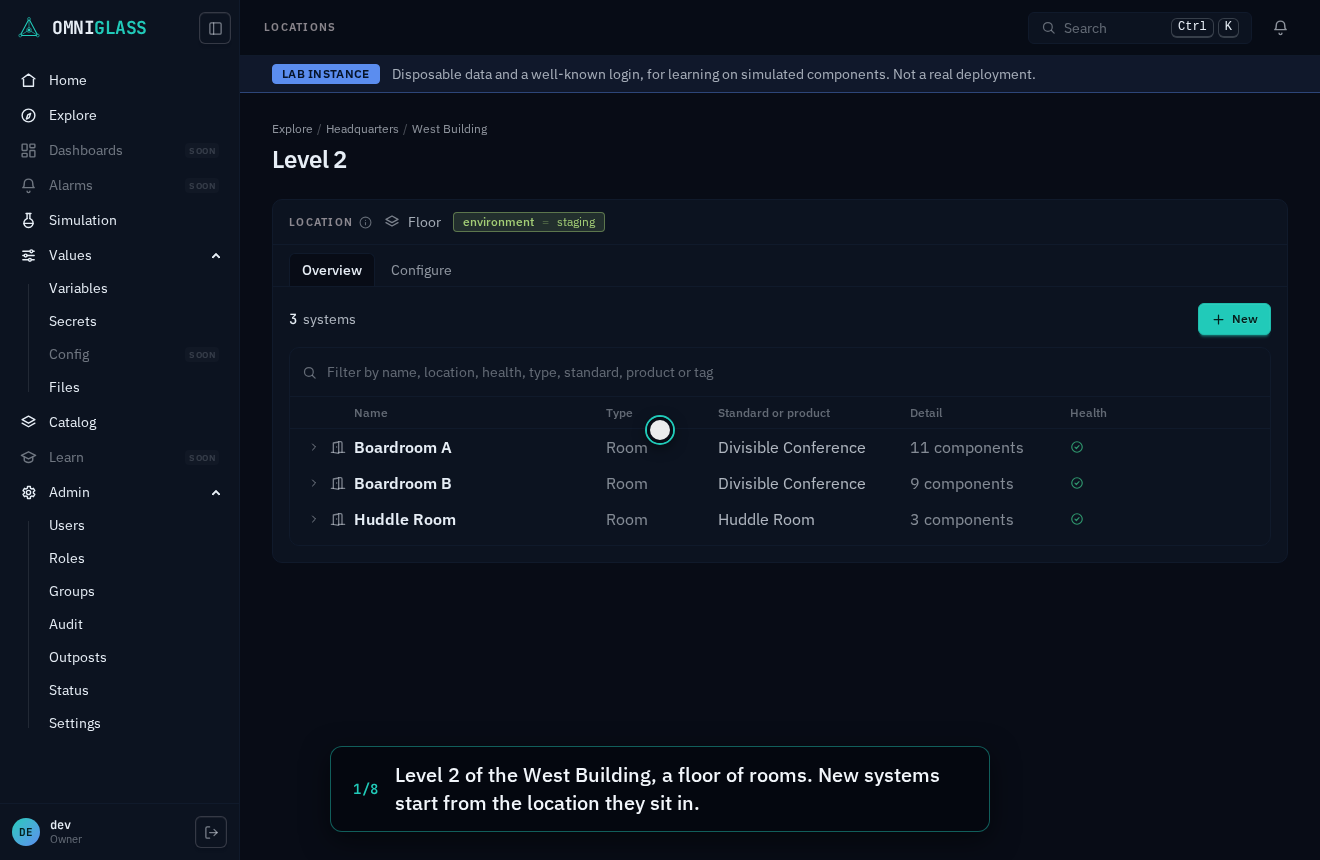 OMNIGLASS
LOCATIONS
Search Ctrl K
LAB INSTANCE Disposable data and a well-known login, for learning on simulated components. Not a real deployment.
Home
Explore
Dashboards SOON
Alarms SOON
Simulation
Values
Variables
Secrets
Config SOON
Files
Catalog
Learn SOON
Admin
Users
Roles
Groups
Audit
Outposts
Status
Settings
DE dev
Owner
Explore / Headquarters / West Building
Level 2
LOCATION Floor environment = staging
Overview Configure
3 systems
New
Filter by name, location, health, type, standard, product or tag
Name Type Standard or product Detail Health
Boardroom A Room Divisible Conference 11 components
Boardroom B Room Divisible Conference 9 components
Huddle Room Room Huddle Room 3 components
1/8 Level 2 of the West Building, a floor of rooms. New systems
start from the location they sit in.